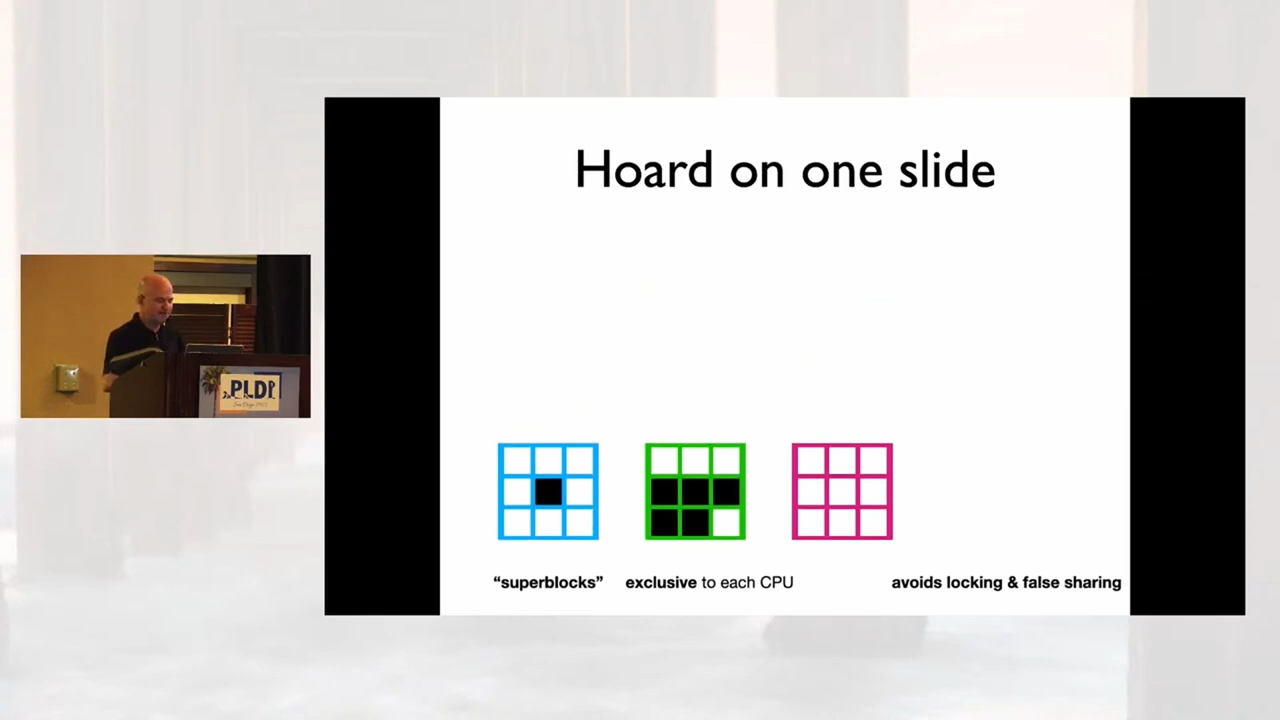 Hoard on one slide
“superblocks” exclusive to each CPU avoids locking & false sharing
PLDI